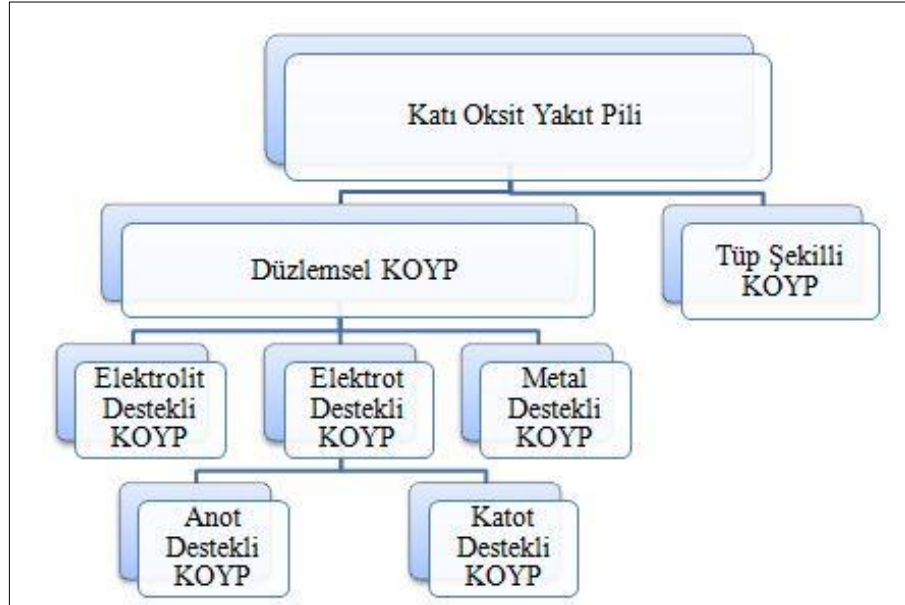 Katı Oksit Yakıt Pili
Düzlemsel KOYP
Tüp Şekilli
KOYP
Elektrolit
Destekli
KOYP
Elektrot
Destekli
KOYP
Metal
Destekli
KOYP
Anot
Destekli
KOYP
Katot
Destekli
KOYP